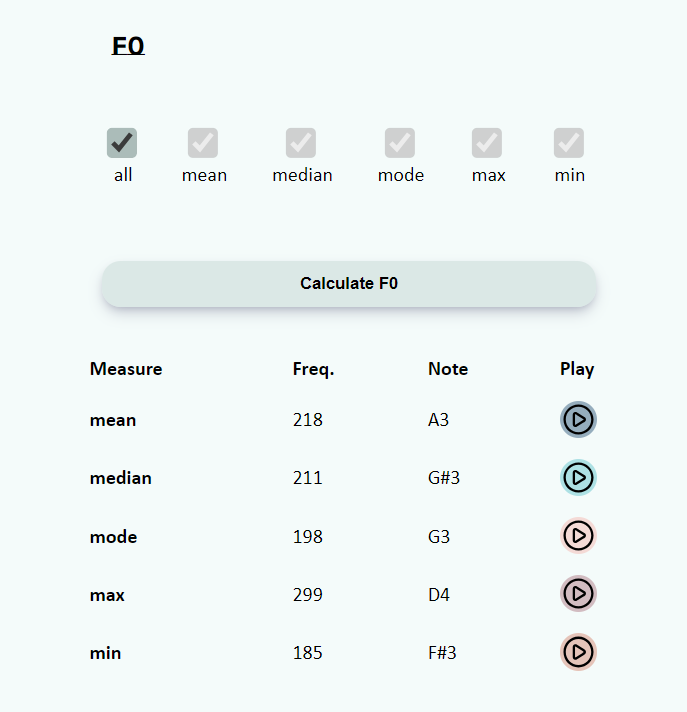 F0
all mean median mode max min
Calculate F0
Measure Freq. Note Play
mean 218 A3
median 211 G#3
mode 198 G3
max 299 D4
min 185 F#3